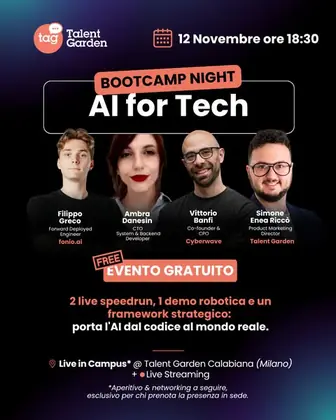 tag
Talent
Garden
12 Novembre ore 18:30
BOOTCAMP NIGHT
AI for Tech
Filippo
Greco
Forward Deployed
Engineer
fonio.ai
Ambra
Danesin
CTO
System & Backend
Developer
Vittorio
Banfi
Co-founder &
CPO
Cyberwave
Simone
Enea Riccò
Product Marketing
Director
Talent Garden
FREE
EVENTO GRATUITO
2 live speedrun, 1 demo robotica e un
framework strategico:
porta l'AI dal codice al mondo reale.
Live in Campus* @ Talent Garden Calabiana (Milano)
+ Live Streaming
*Aperitivo & networking a seguire,
esclusivo per chi prenota la presenza in sede.